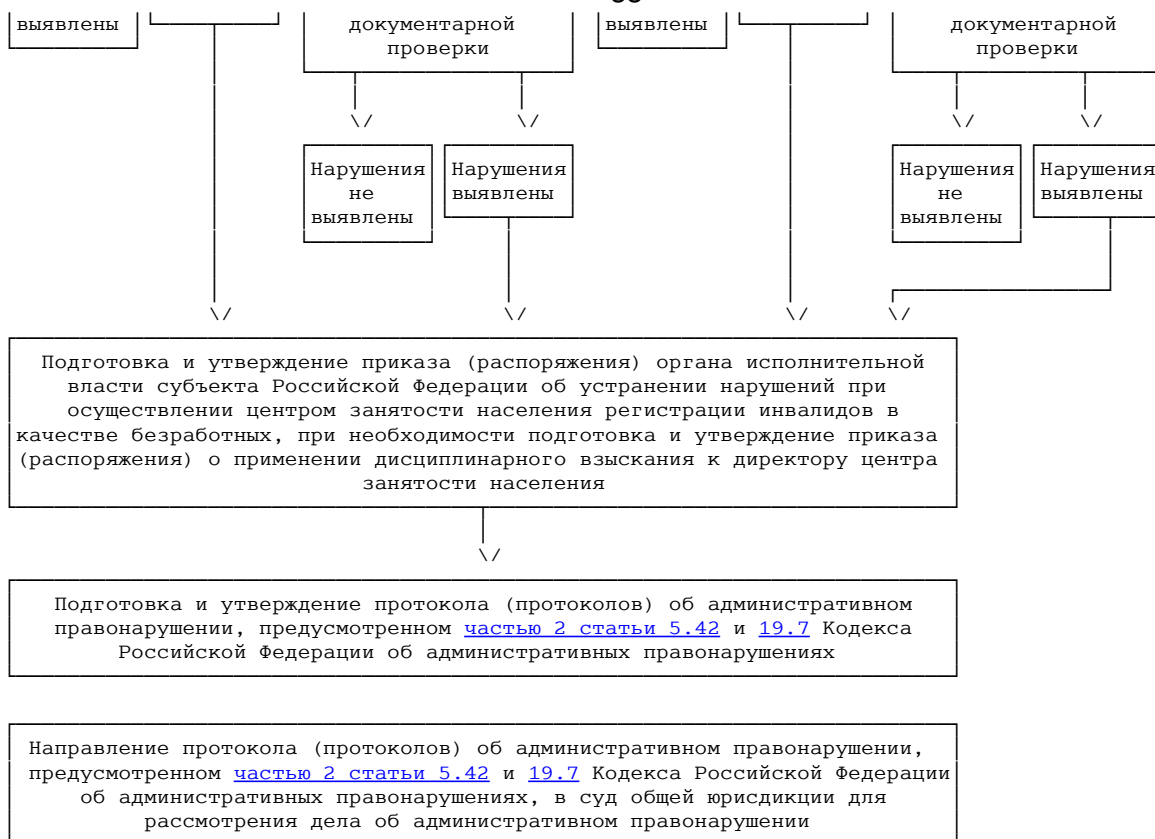 выявлены
документарной
проверки
выявлены
документарной
проверки
Нарушения
не
выявлены
Нарушения
выявлены
Нарушения
не
выявлены
Нарушения
выявлены
Подготовка и утверждение приказа (распоряжения) органа исполнительной
власти субъекта Российской Федерации об устранении нарушений при
осуществлении центром занятости населения регистрации инвалидов в
качестве безработных, при необходимости подготовка и утверждение приказа
(распоряжения) о применении дисциплинарного взыскания к директору центра
занятости населения
Подготовка и утверждение протокола (протоколов) об административном
правонарушении, предусмотренном частью 2 статьи 5.42 и 19.7 Кодекса
Российской Федерации об административных правонарушениях
Направление протокола (протоколов) об административном правонарушении,
предусмотренном частью 2 статьи 5.42 и 19.7 Кодекса Российской Федерации
об административных правонарушениях, в суд общей юрисдикции для
рассмотрения дела об административном правонарушении